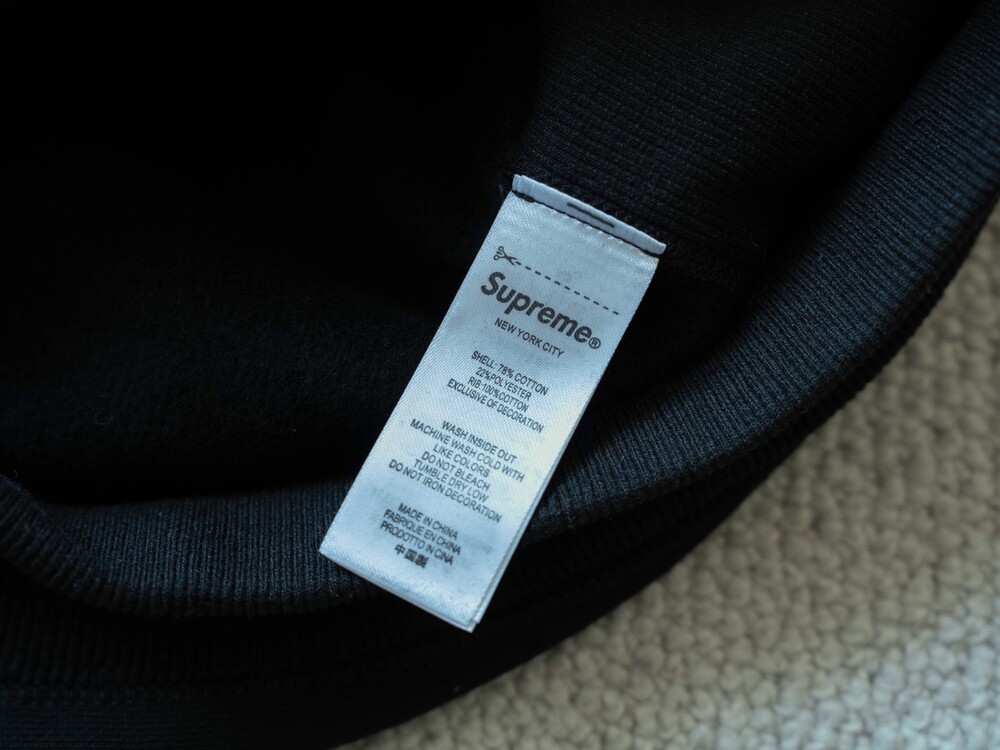 Supreme®
NEW YORK CITY
SHELL: 78% COTTON
22%POLYESTER
RIB:100%COTTON
EXCLUSIVE OF DECORATION
WASH INSIDE OUT
MACHINE WASH COLD WITH
LIKE COLORS
DO NOT BLEACH
TUMBLE DRY LOW
DO NOT IRON DECORATION
MADE IN CHINA
FABRIQUE EN CHINA
PRODOTTO IN CINA
中国製